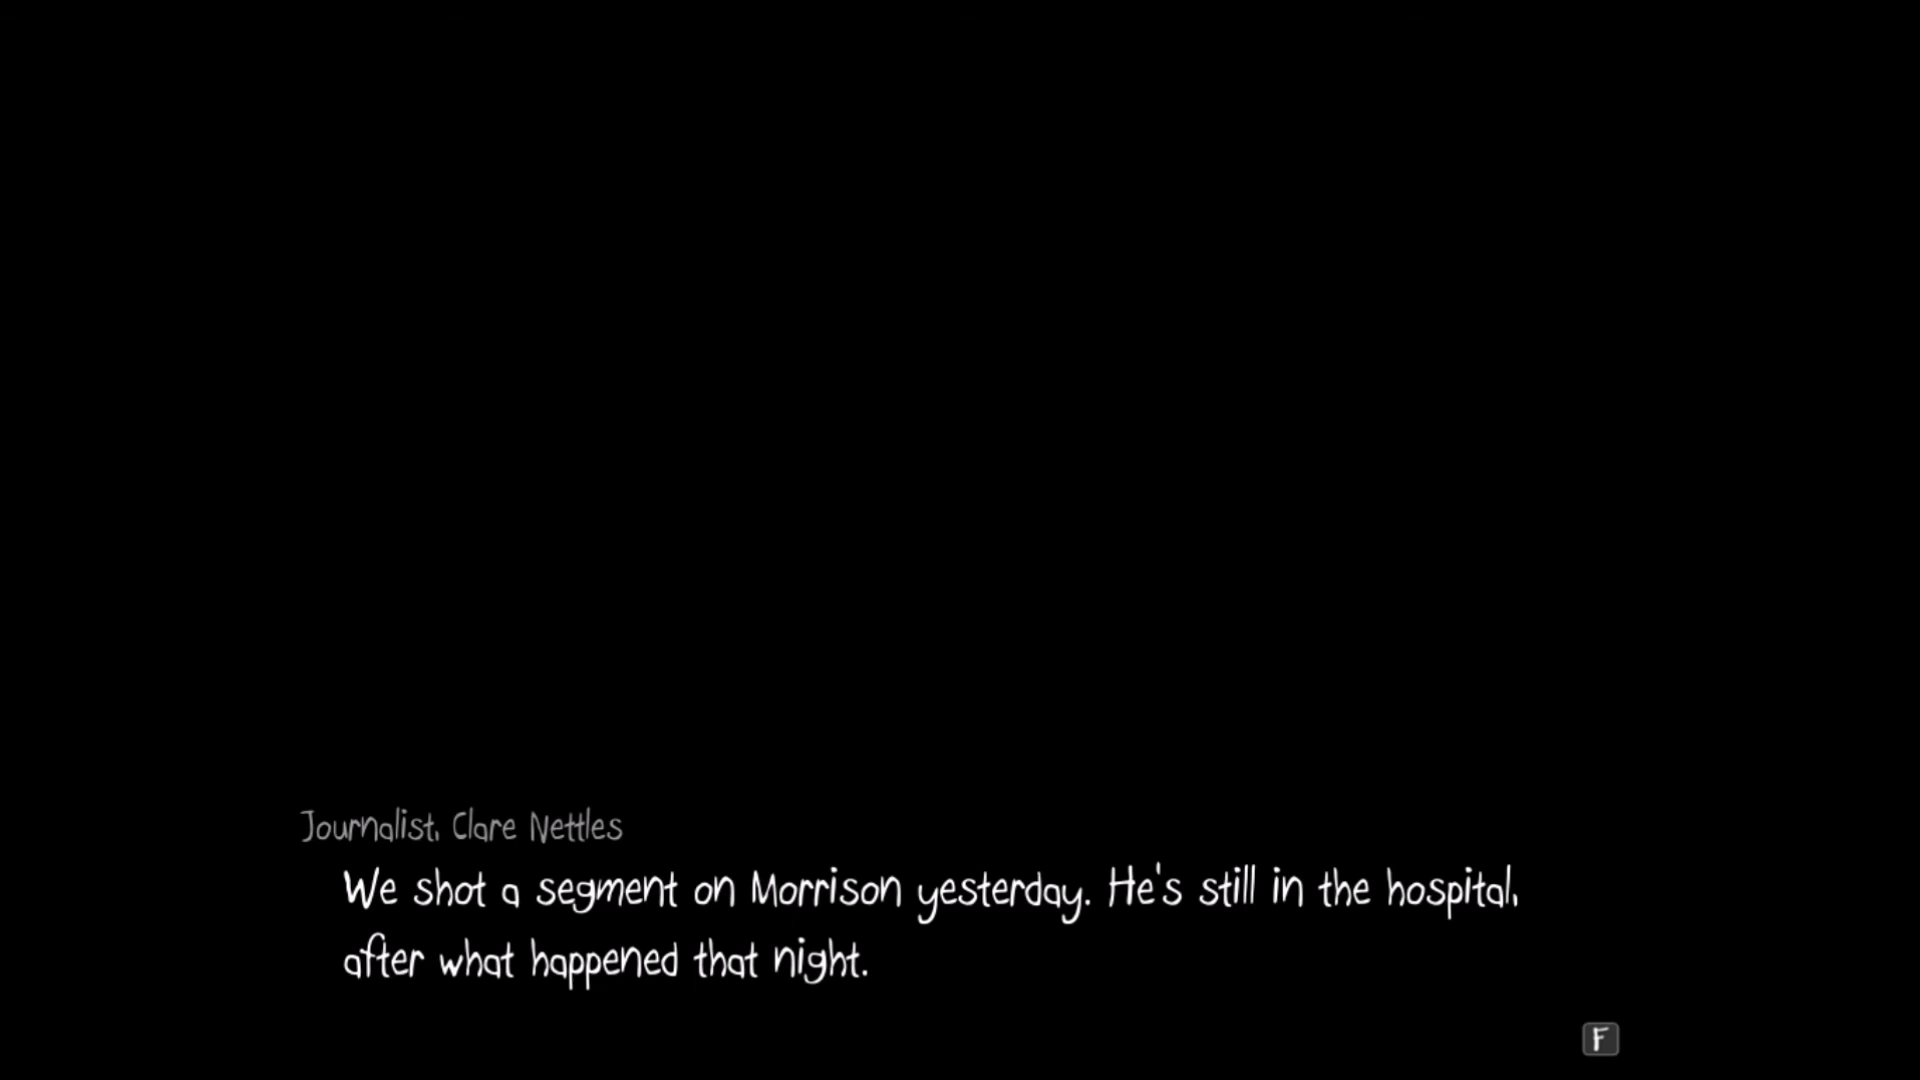 Journalist, Clare Nettles
We shot a segment on Morrison yesterday. He's still in the hospital,
after what happened that night.
F